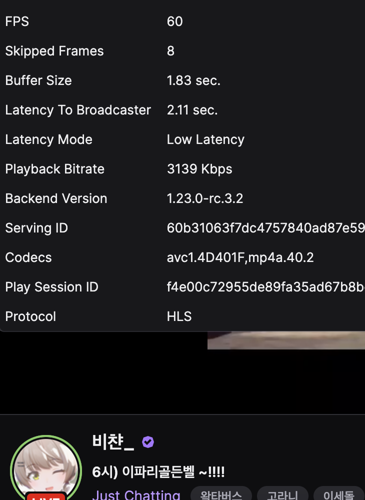 FPS 60
Skipped Frames 8
Buffer Size 1.83 sec.
Latency To Broadcaster 2.11 sec.
Latency Mode Low Latency
Playback Bitrate 3139 Kbps
Backend Version 1.23.0-rc.3.2
Serving ID 60b31063f7dc4757840ad87e59
Codecs avc1.4D401F,mp4a.40.2
Play Session ID f4e00c72955de89fa35ad67b8b
Protocol HLS
비챤_
6시) 이파리골든벨 ~!!!!
Just Chatting 왁타버스 고라니 이세돌